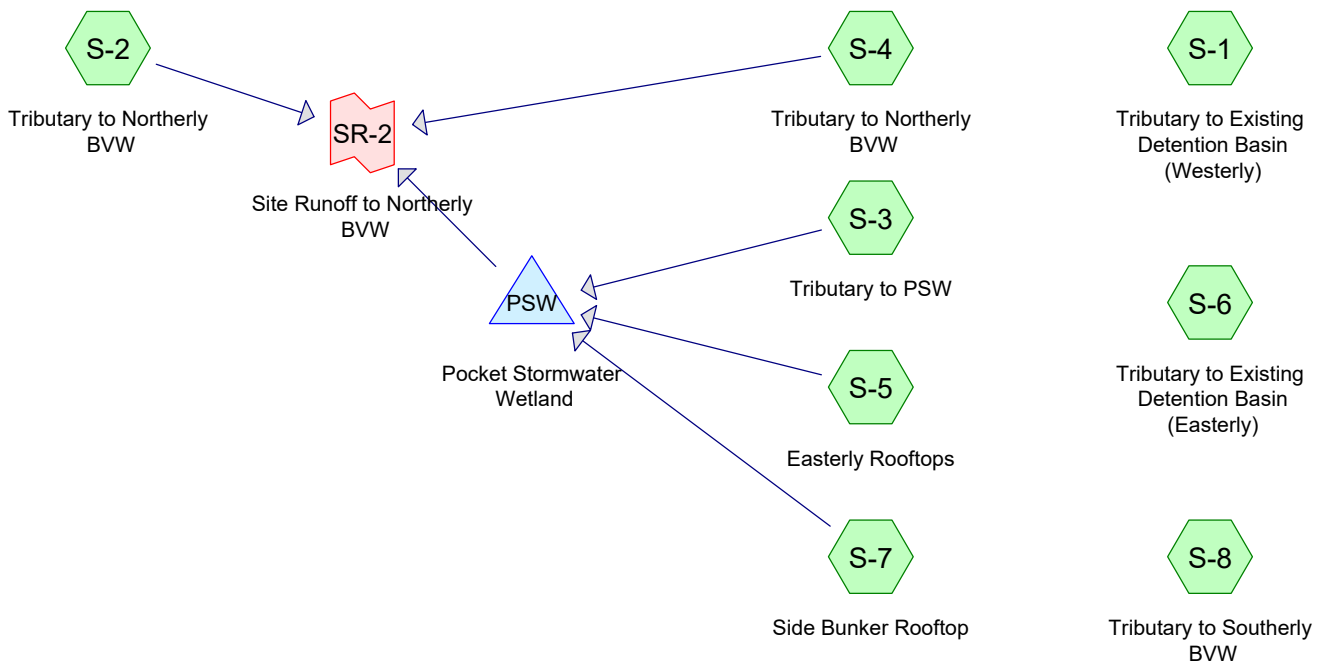 S-2
Tributary to Northerly
BVW
SR-2
Site Runoff to Northerly
BVW
PSW
Pocket Stormwater
Wetland
S-4
Tributary to Northerly
BVW
S-3
Tributary to PSW
S-5
Easterly Rooftops
S-7
Side Bunker Rooftop
S-1
Tributary to Existing
Detention Basin
(Westerly)
S-6
Tributary to Existing
Detention Basin
(Easterly)
S-8
Tributary to Southerly
BVW